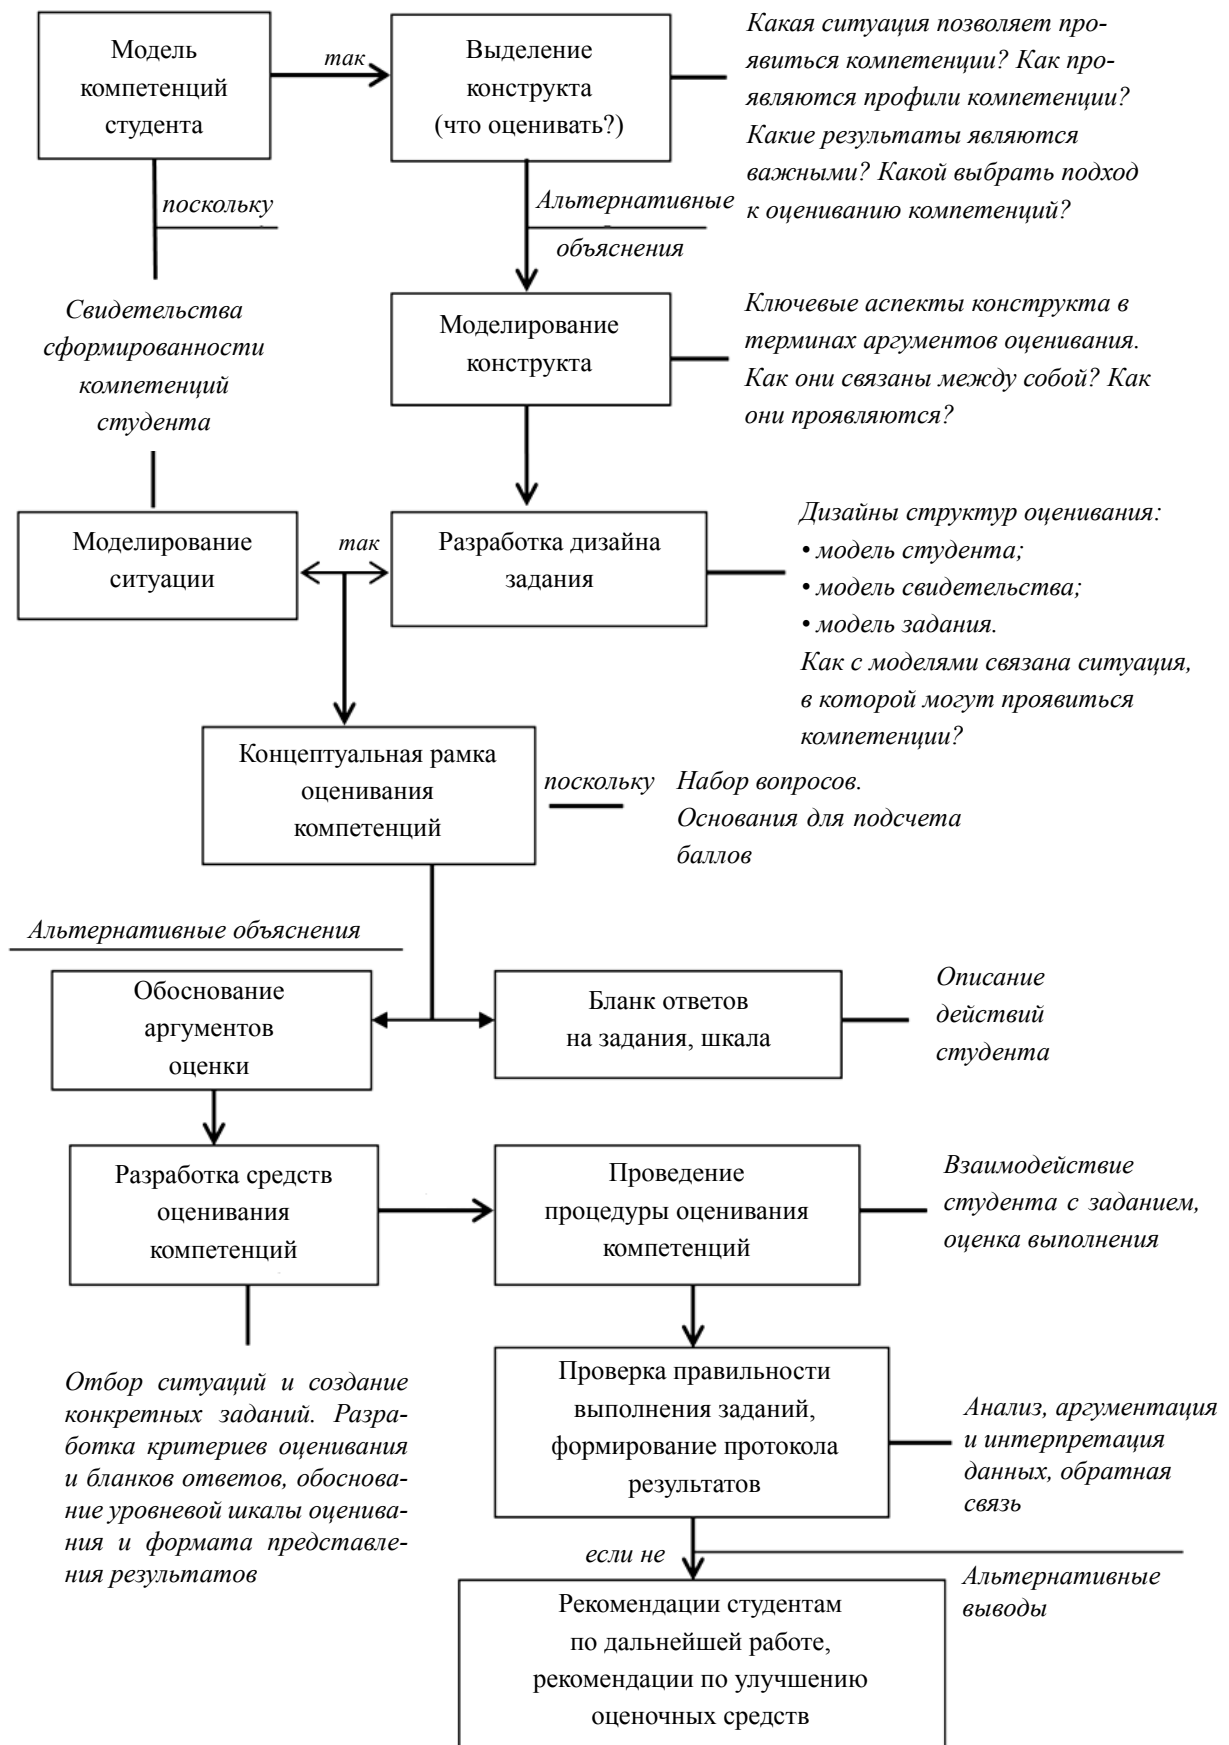 Модель
компетенций
студента
так
Выделение
конструкта
(что оценивать?)
Какая ситуация позволяет про-
явиться компетенции? Как про-
являются профили компетенции?
Какие результаты являются
важными? Какой выбрать подход
к оцениванию компетенций?
поскольку
Альтернативные
объяснения
Свидетельства
сформированности
компетенций
студента
Моделирование
конструкта
Ключевые аспекты конструкта в
терминах аргументов оценивания.
Как они связаны между собой? Как
они проявляются?
Моделирование
ситуации
так
Разработка дизайна
задания
Дизайны структур оценивания:
• модель студента;
• модель свидетельства;
• модель задания.
Как с моделями связана ситуация,
в которой могут проявиться
компетенции?
Концептуальная рамка
оценивания
компетенций
поскольку
Набор вопросов.
Основания для подсчета
баллов
Альтернативные объяснения
Обоснование
аргументов
оценки
Бланк ответов
на задания, шкала
Описание
действий
студента
Разработка средств
оценивания
компетенций
Проведение
процедуры оценивания
компетенций
Взаимодействие
студента с заданием,
оценка выполнения
Отбор ситуаций и создание
конкретных заданий. Разра-
ботка критериев оценивания
и бланков ответов, обоснова-
ние уровневой шкалы оценива-
ния и формата представле-
ния результатов
Проверка правильности
выполнения заданий,
формирование протокола
результатов
Анализ, аргументация
и интерпретация
данных, обратная
связь
если не
Альтернативные
выводы
Рекомендации студентам
по дальнейшей работе,
рекомендации по улучшению
оценочных средств